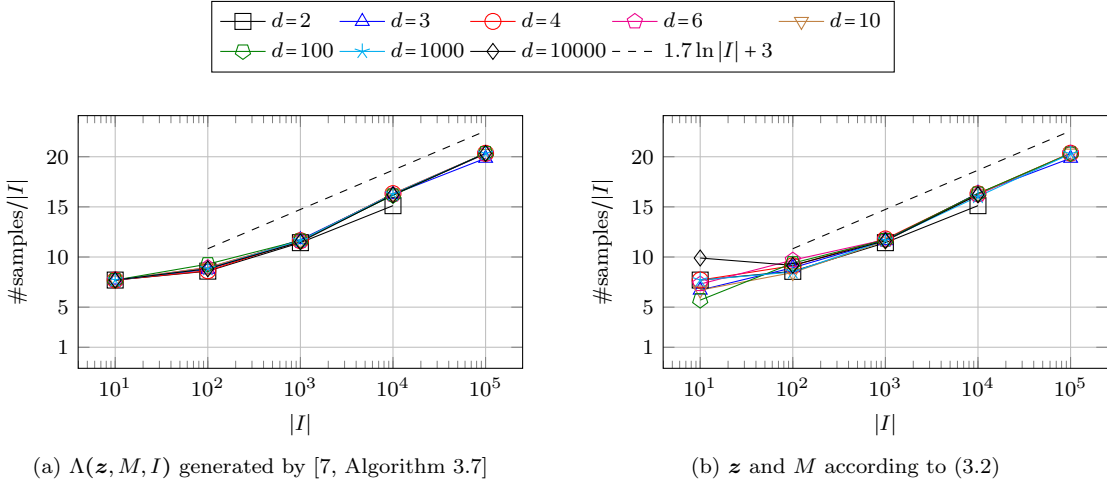 d=2 d=3 d=4 d=6 d=10
d=100 d=1000 d=10000 1.7 ln |I| + 3
#samples/|I|
20
15
10
5
1
10^1 10^2 10^3 10^4 10^5
|I|
(a) Λ(z, M, I) generated by [7, Algorithm 3.7]
#samples/|I|
20
15
10
5
1
10^1 10^2 10^3 10^4 10^5
|I|
(b) z and M according to (3.2)